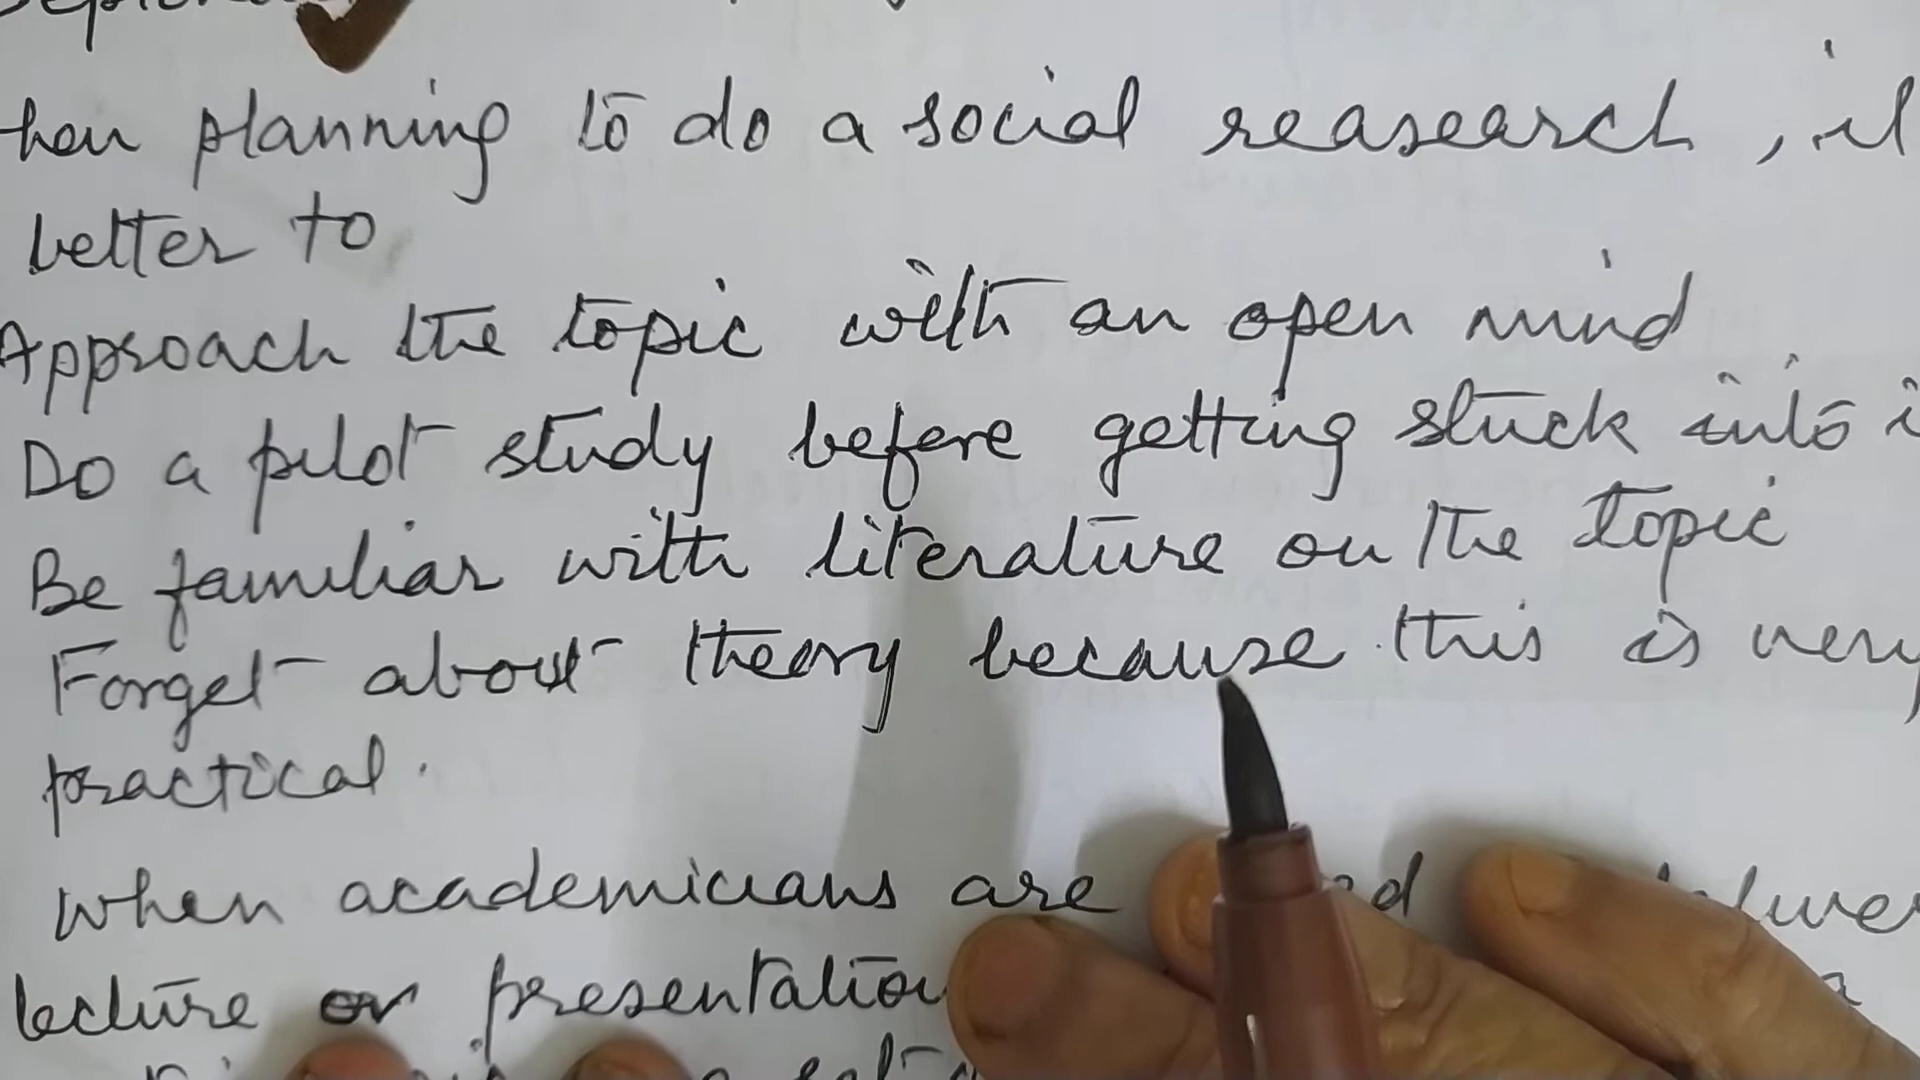 hen planning to do a social reasearch, it
better to
Approach the topic with an open mind
Do a pilot study before getting stuck into i
Be familiar with literature on the topic
Forget about theory because this is very
practical.
When academicians are
lecture or presentation